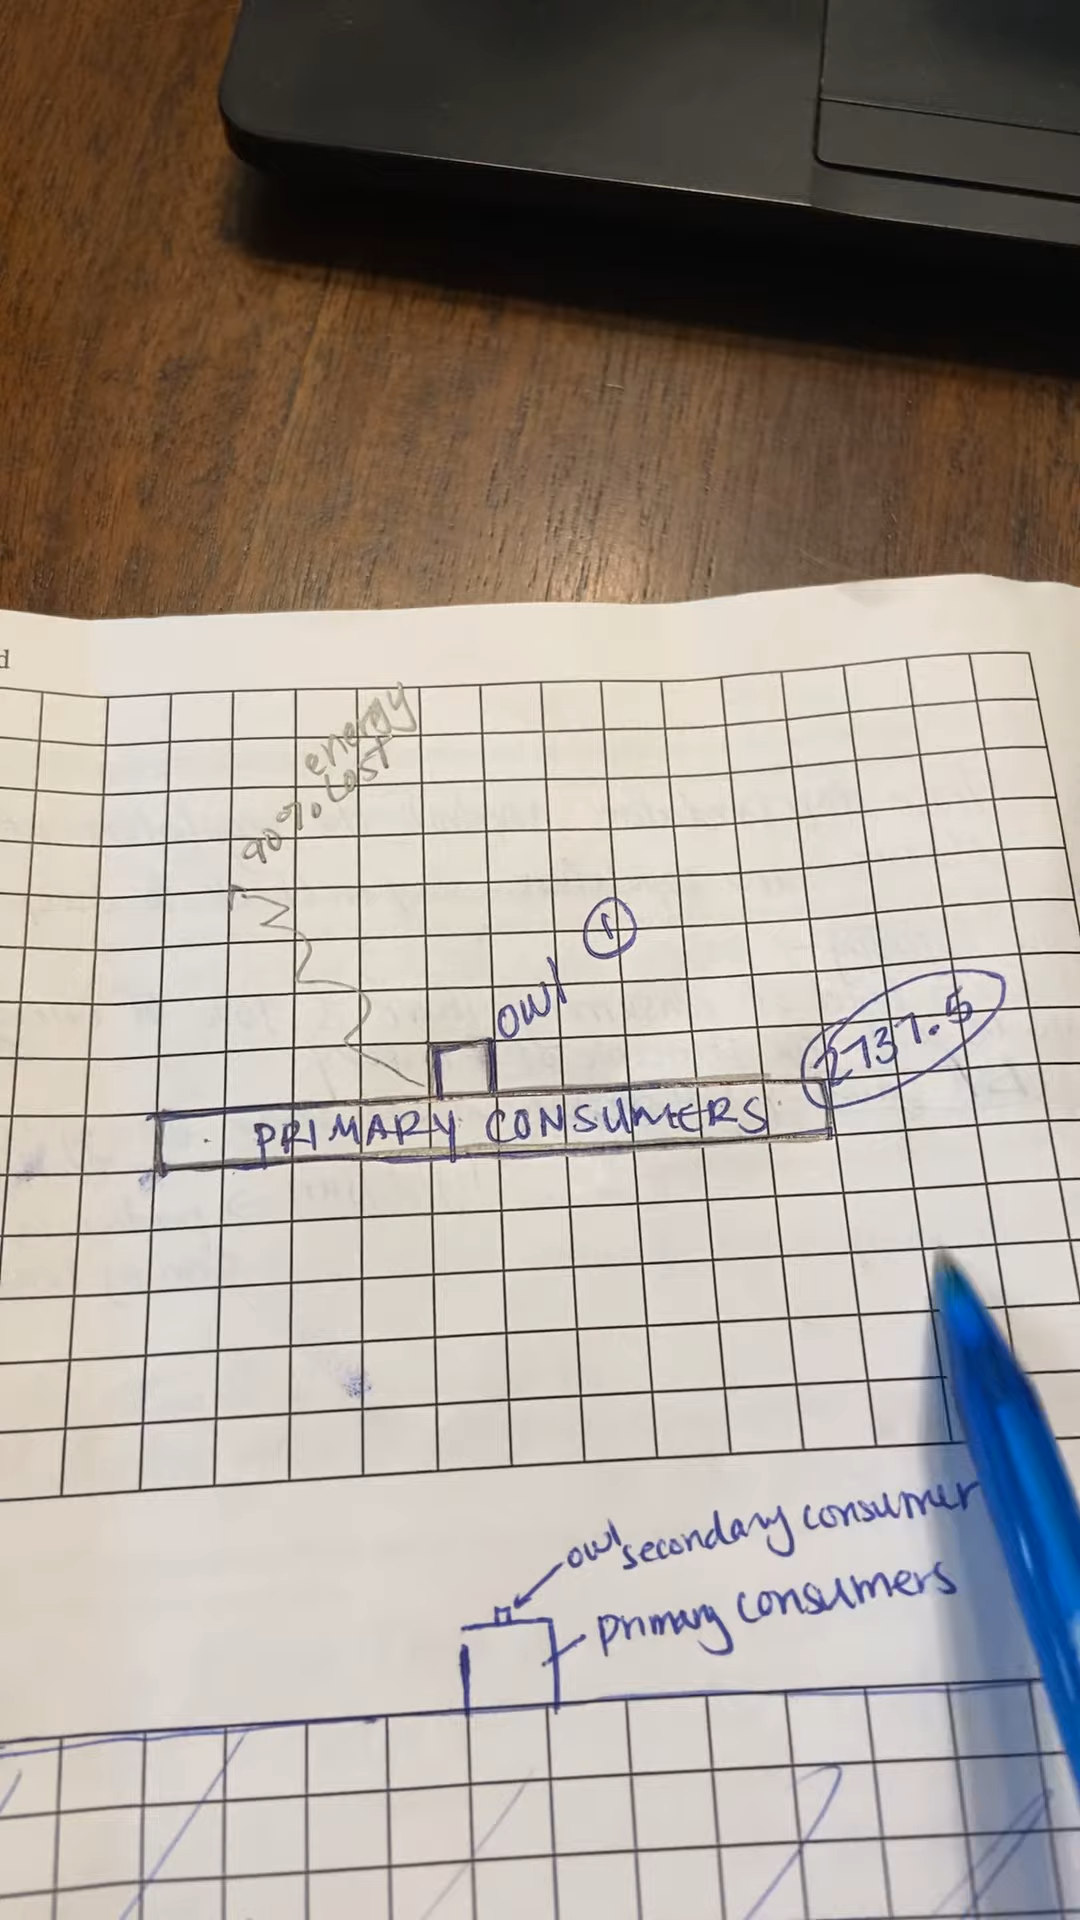 d
energy
90% Lost
1
owl
2737.5
PRIMARY CONSUMERS
owl secondary consumer
primary consumers